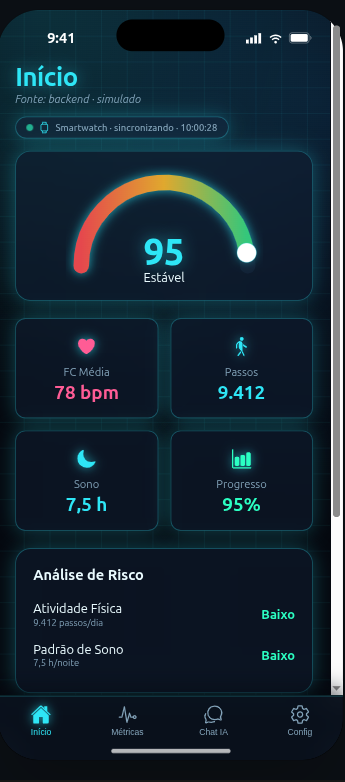 9:41
Início
Fonte: backend · simulado
Smartwatch · sincronizando · 10:00:28
95
Estável
FC Média
78 bpm
Passos
9.412
Sono
7,5 h
Progresso
95%
Análise de Risco
Atividade Física
9.412 passos/dia
Baixo
Padrão de Sono
7,5 h/noite
Baixo
Início
Métricas
Chat IA
Config